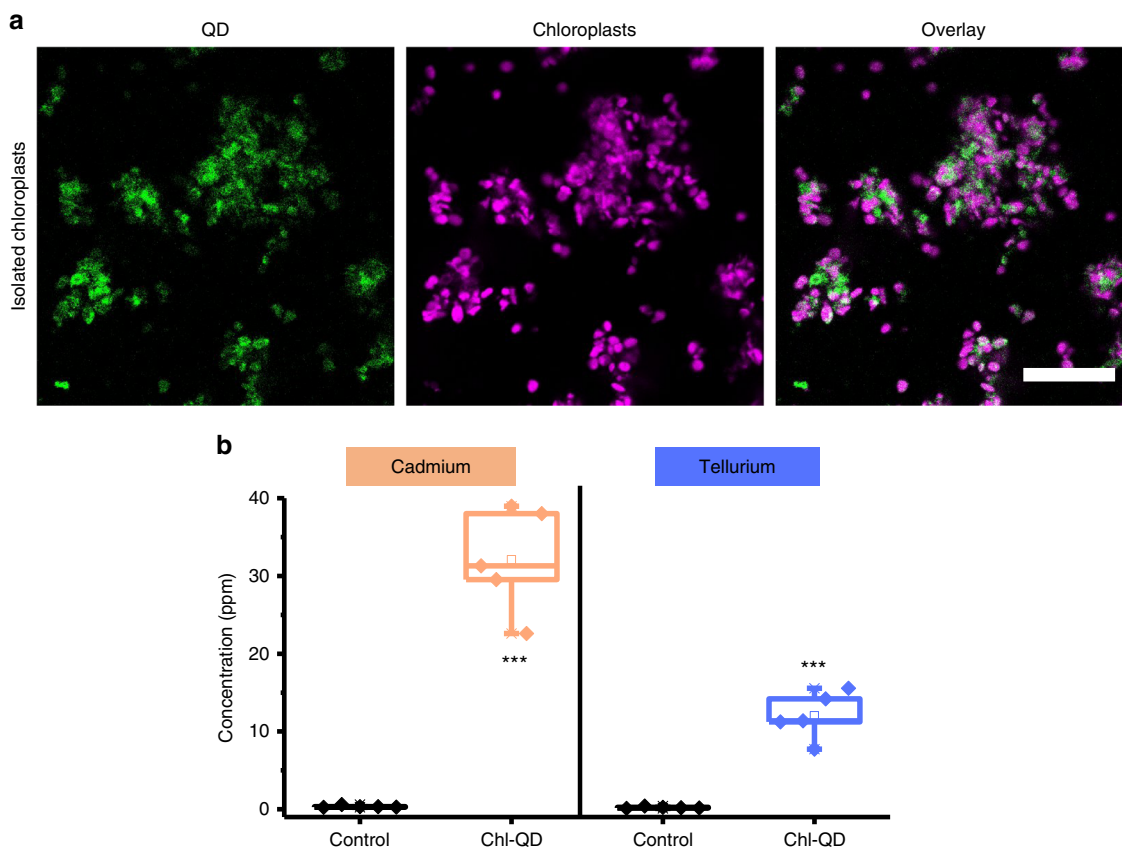 a
QD
Chloroplasts
Overlay
Isolated chloroplasts
b
Cadmium
Tellurium
Concentration (ppm)
40
30
20
10
0
***
***
Control
Chl-QD
Control
Chl-QD